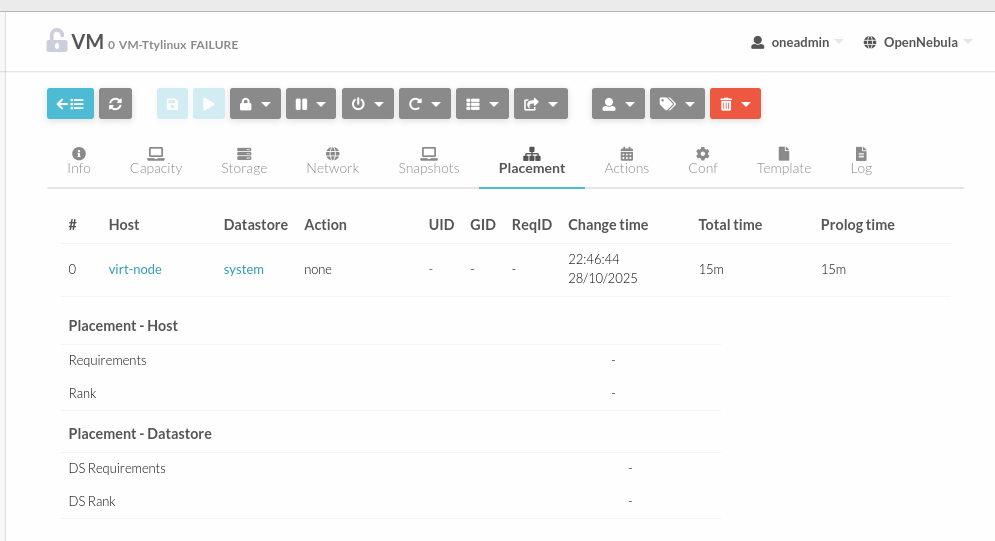 VM 0 VM-Ttylinux FAILURE
oneadmin
OpenNebula
Info
Capacity
Storage
Network
Snapshots
Placement
Actions
Conf
Template
Log
# Host Datastore Action UID GID ReqID Change time Total time Prolog time
0 virt-node system none - - - 22:46:44 28/10/2025 15m 15m
Placement - Host
Requirements -
Rank -
Placement - Datastore
DS Requirements -
DS Rank -